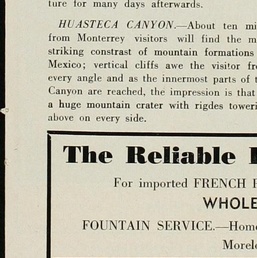 ture for many days afterwards.
HUASTECA CANYON.—About ten mi
from Monterrey visitors will find the m
striking constrast of mountain formations
Mexico; vertical cliffs awe the visitor fr
every angle and as the innermost parts of t
Canyon are reached, the impression is that
a huge mountain crater with rigdes toweri
above on every side.
The Reliable
For imported FRENCH
WHOLE
FOUNTAIN SERVICE.—Hom
Morel